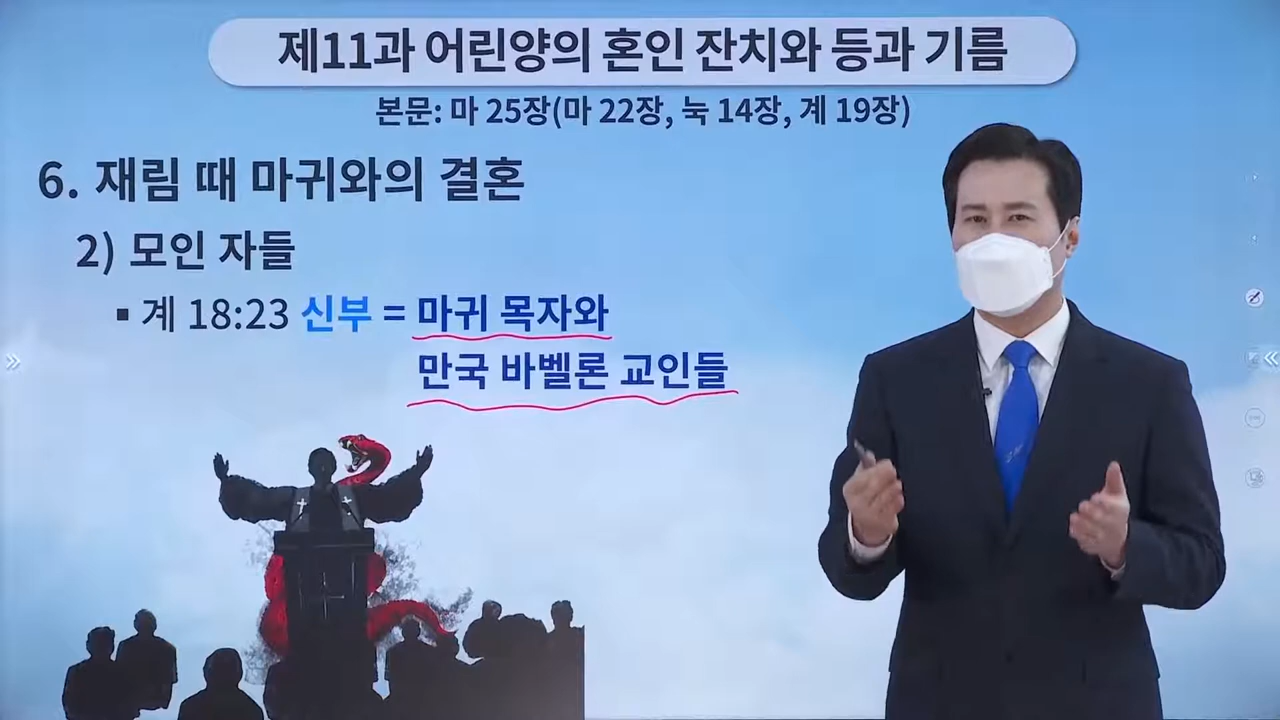 제11과 어린양의 혼인 잔치와 등과 기름
본문: 마 25장(마 22장, 눅 14장, 계 19장)
6. 재림 때 마귀와의 결혼
2) 모인 자들
▪ 계 18:23 신부 = 마귀 목자와
만국 바벨론 교인들